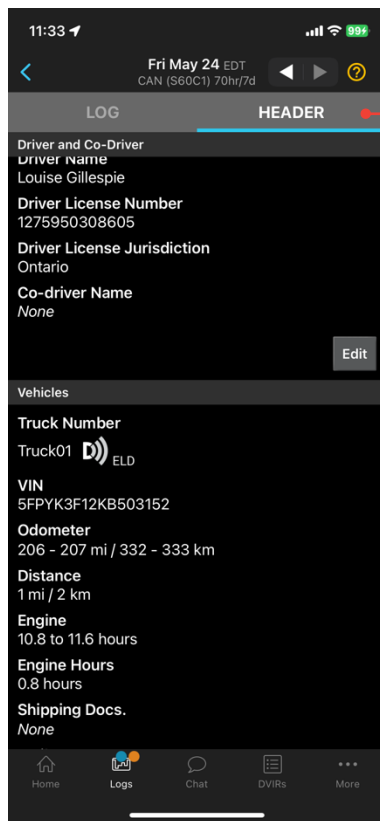 11:33
99
Fri May 24 EDT
CAN (S60C1) 70hr/7d
LOG HEADER
Driver and Co-Driver
Driver Name
Louise Gillespie
Driver License Number
1275950308605
Driver License Jurisdiction
Ontario
Co-driver Name
None
Edit
Vehicles
Truck Number
Truck01 D ELD
VIN
5FPYK3F12KB503152
Odometer
206 - 207 mi / 332 - 333 km
Distance
1 mi / 2 km
Engine
10.8 to 11.6 hours
Engine Hours
0.8 hours
Shipping Docs.
None
Home Logs Chat DVIRs More